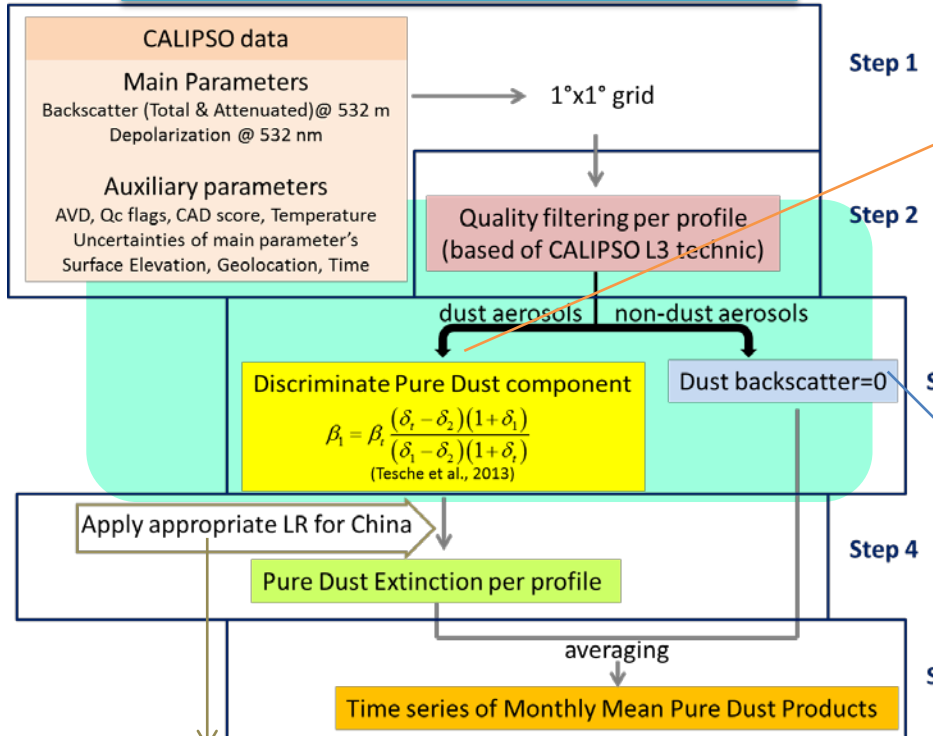 CALIPSO data
Main Parameters
Backscatter (Total & Attenuated)@ 532 m
Depolarization @ 532 nm
Auxiliary parameters
AVD, Qc flags, CAD score, Temperature
Uncertainties of main parameter's
Surface Elevation, Geolocation, Time
1°x1° grid
Step 1
Quality filtering per profile
(based of CALIPSO L3 technic)
Step 2
dust aerosols
non-dust aerosols
Discriminate Pure Dust component
β₁ = βₜ (δₜ − δ₂)(1 + δ₁) / (δ₁ − δ₂)(1 + δₜ)
(Tesche et al., 2013)
Dust backscatter=0
S
Apply appropriate LR for China
Pure Dust Extinction per profile
Step 4
averaging
Time series of Monthly Mean Pure Dust Products
S